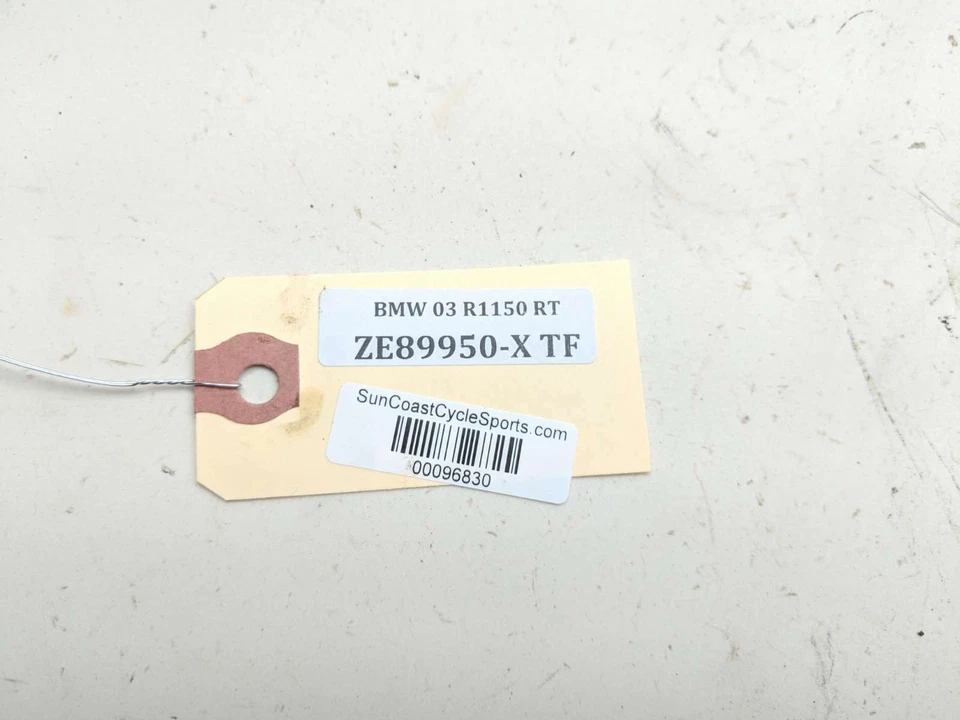 BMW 03 R1150 RT
ZE89950-X TF
SunCoastCycleSports.com
00096830